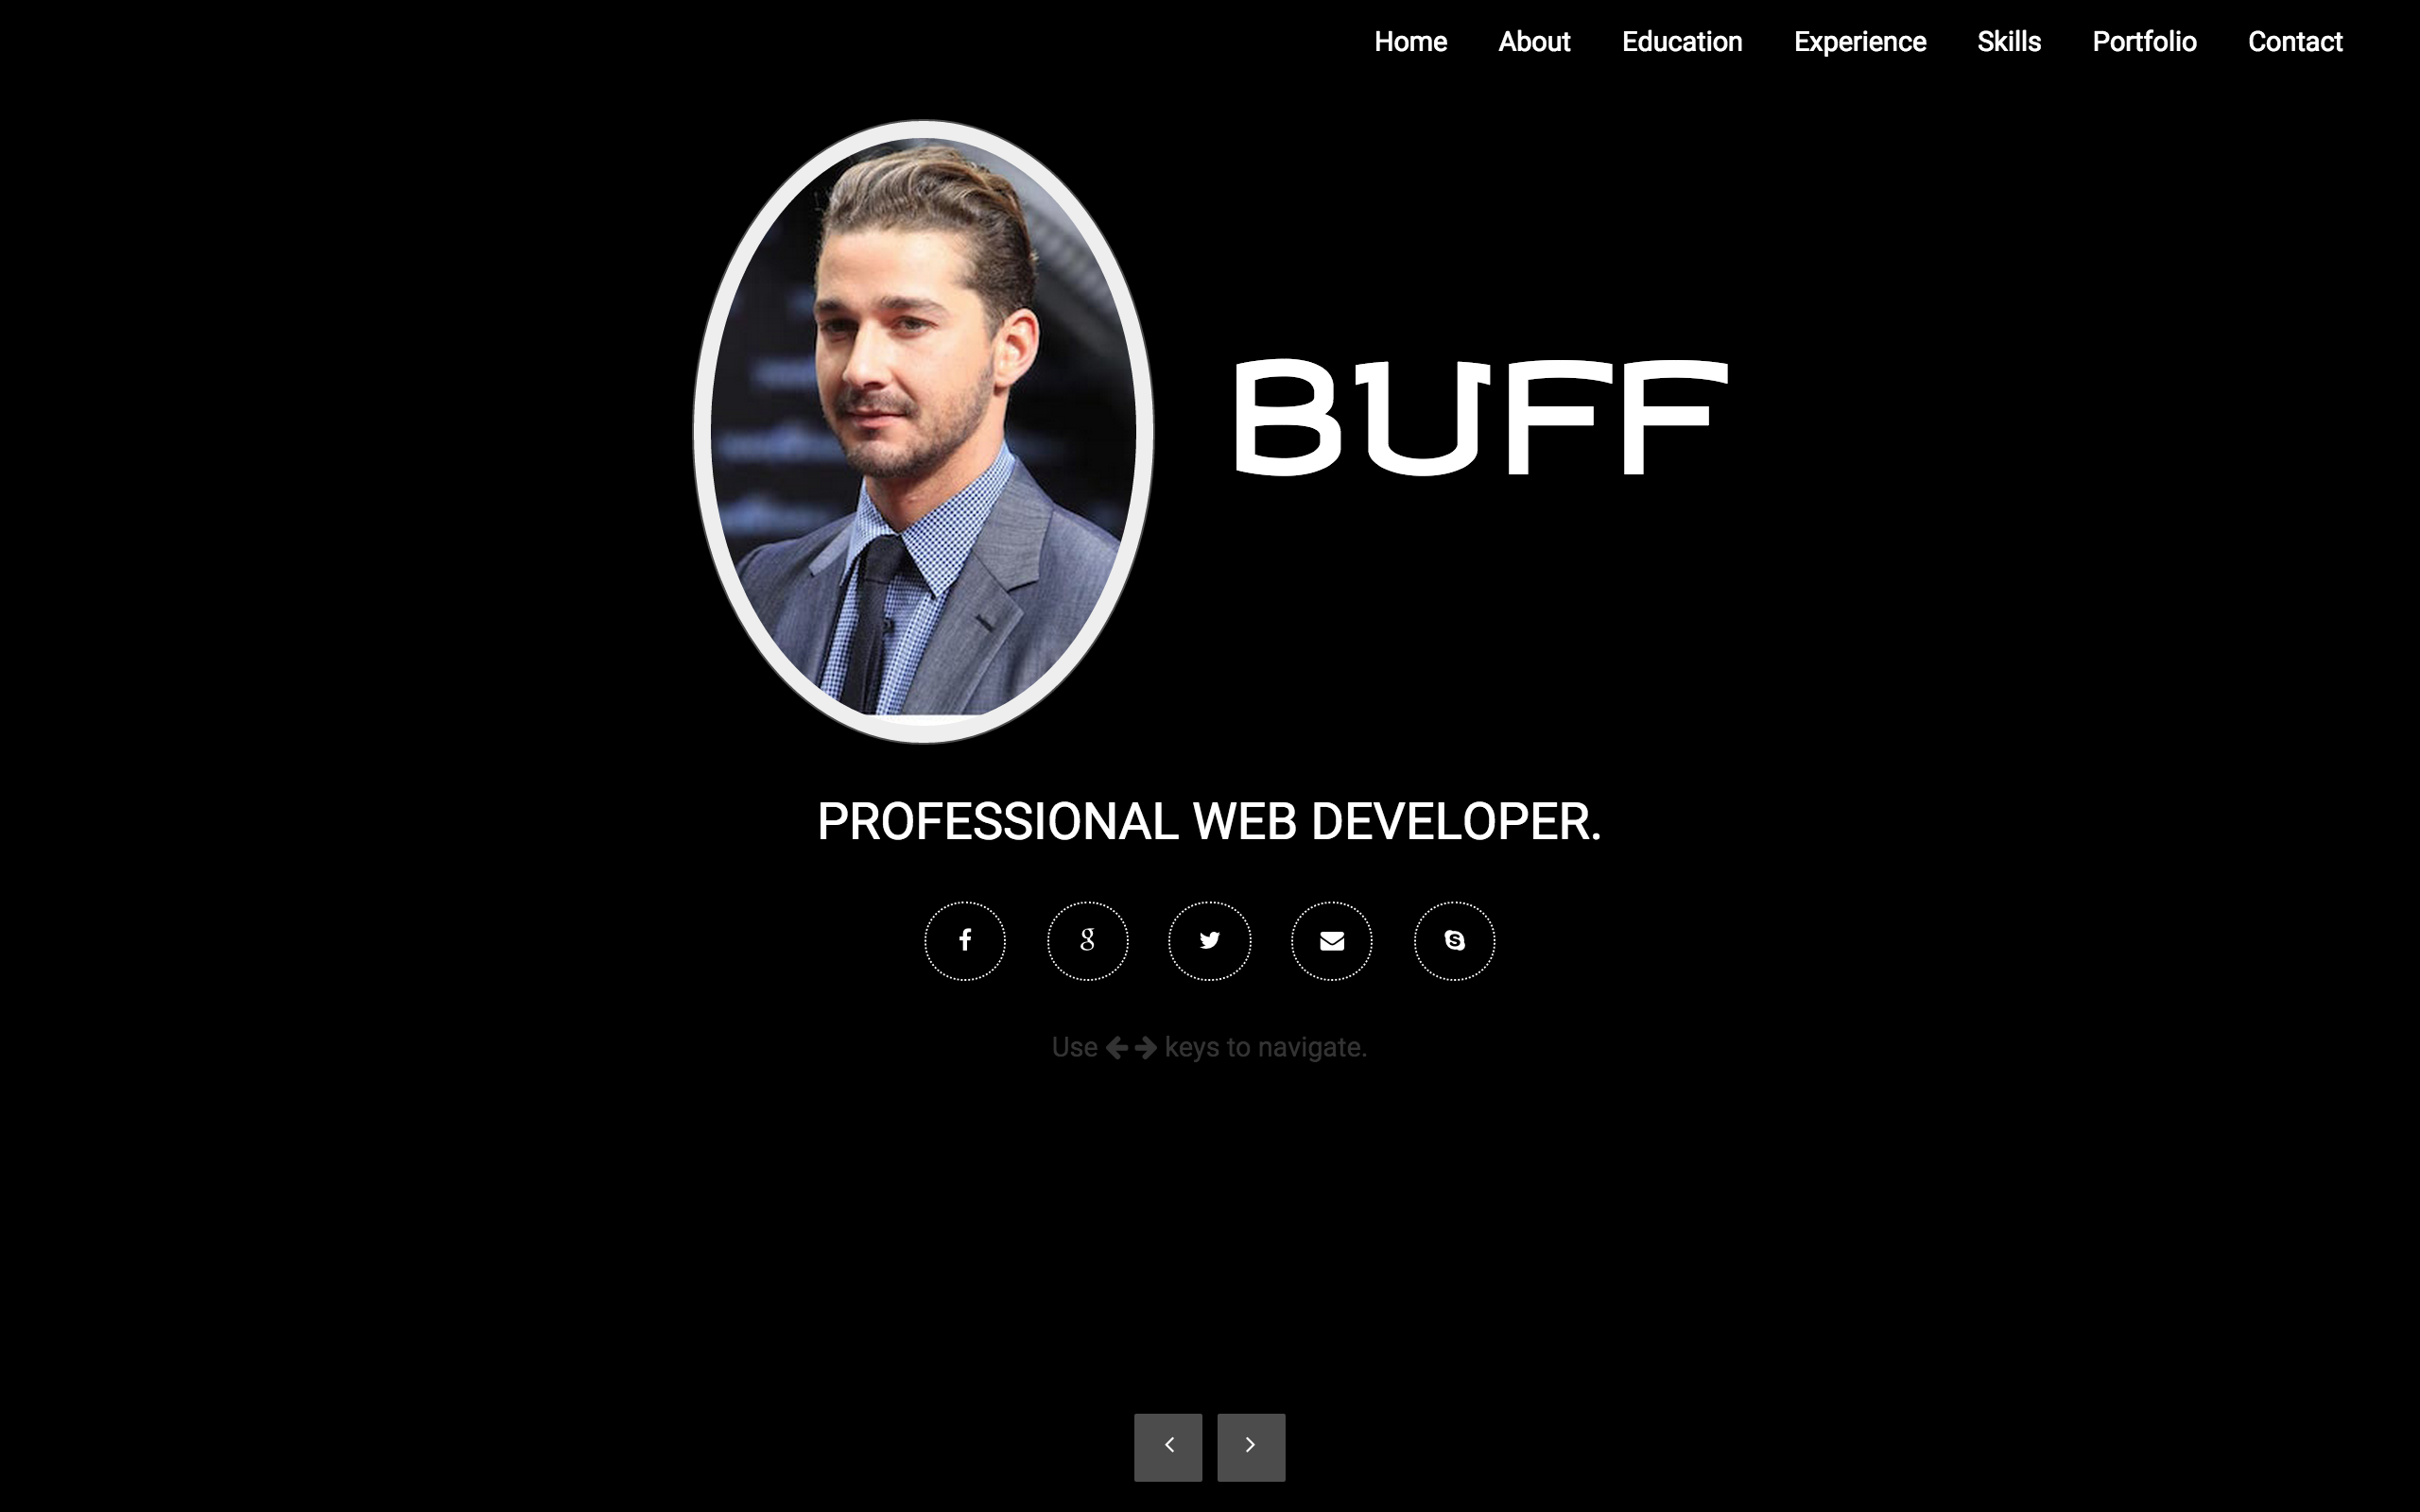 Home About Education Experience Skills Portfolio Contact
BUFF
PROFESSIONAL WEB DEVELOPER.
Use ← → keys to navigate.